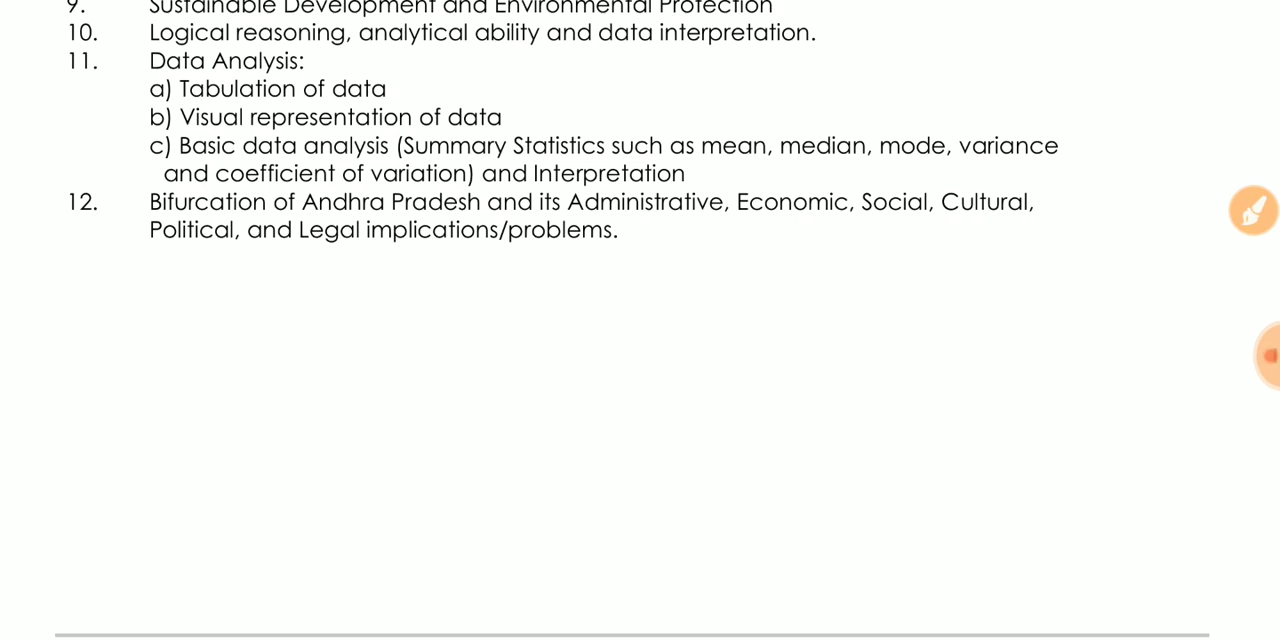 9. Sustainable Development and Environmental Protection
10. Logical reasoning, analytical ability and data interpretation.
11. Data Analysis:
a) Tabulation of data
b) Visual representation of data
c) Basic data analysis (Summary Statistics such as mean, median, mode, variance
and coefficient of variation) and Interpretation
12. Bifurcation of Andhra Pradesh and its Administrative, Economic, Social, Cultural,
Political, and Legal implications/problems.